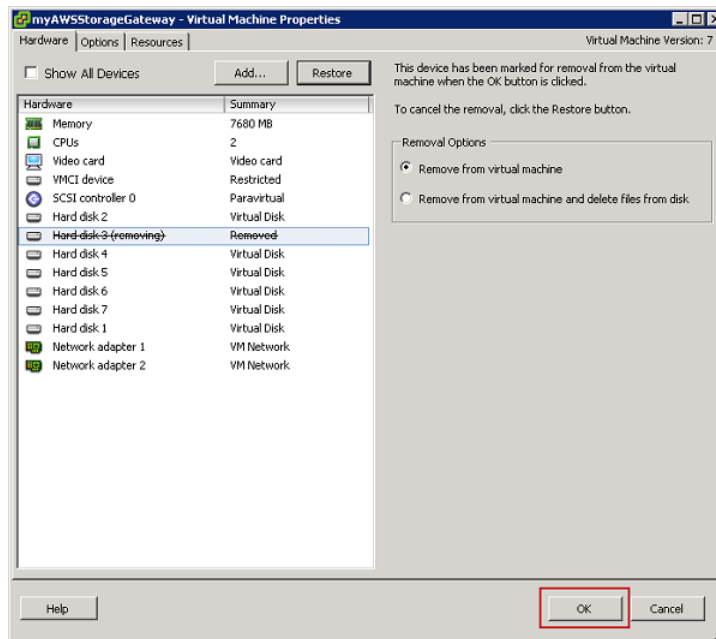 myAWSStorageGateway - Virtual Machine Properties
Hardware Options Resources Virtual Machine Version: 7
Show All Devices Add... Restore
Hardware Summary
Memory 7680 MB
CPUs 2
Video card Video card
VMCI device Restricted
SCSI controller 0 Paravirtual
Hard disk 2 Virtual Disk
Hard disk 3 (removing) Removed
Hard disk 4 Virtual Disk
Hard disk 5 Virtual Disk
Hard disk 6 Virtual Disk
Hard disk 7 Virtual Disk
Hard disk 1 Virtual Disk
Network adapter 1 VM Network
Network adapter 2 VM Network
This device has been marked for removal from the virtual
machine when the OK button is clicked.
To cancel the removal, click the Restore button.
Removal Options
Remove from virtual machine
Remove from virtual machine and delete files from disk
Help OK Cancel